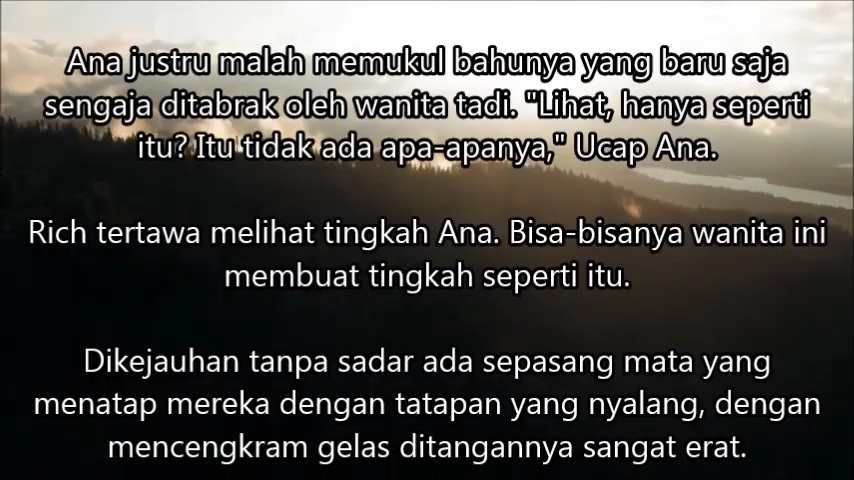 Ana justru malah memukul bahunya yang baru saja
sengaja ditabrak oleh wanita tadi. "Lihat, hanya seperti
itu? Itu tidak ada apa-apanya," Ucap Ana.
Rich tertawa melihat tingkah Ana. Bisa-bisanya wanita ini
membuat tingkah seperti itu.
Dikejauhan tanpa sadar ada sepasang mata yang
menatap mereka dengan tatapan yang nyalang, dengan
mencengkram gelas ditangannya sangat erat.